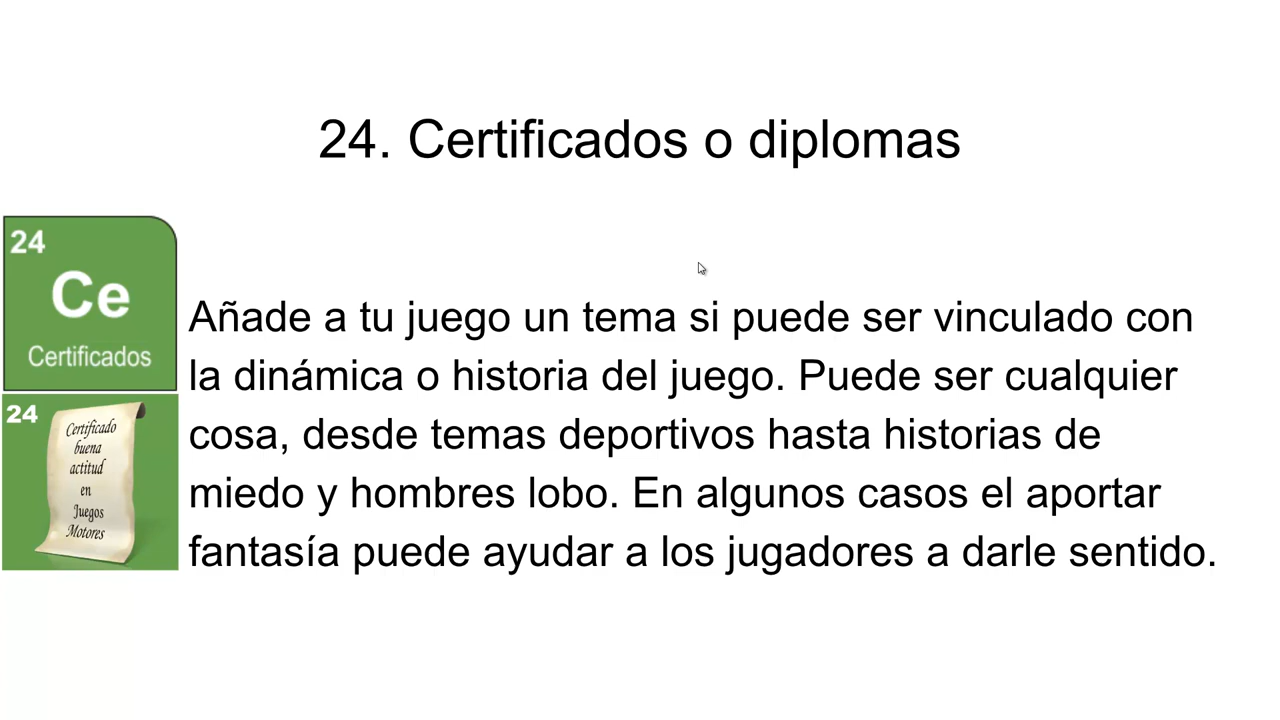 24. Certificados o diplomas
24
Ce
Certificados
24
Certificado
buena
actitud
en
Juegos
Motores
Añade a tu juego un tema si puede ser vinculado con
la dinámica o historia del juego. Puede ser cualquier
cosa, desde temas deportivos hasta historias de
miedo y hombres lobo. En algunos casos el aportar
fantasía puede ayudar a los jugadores a darle sentido.